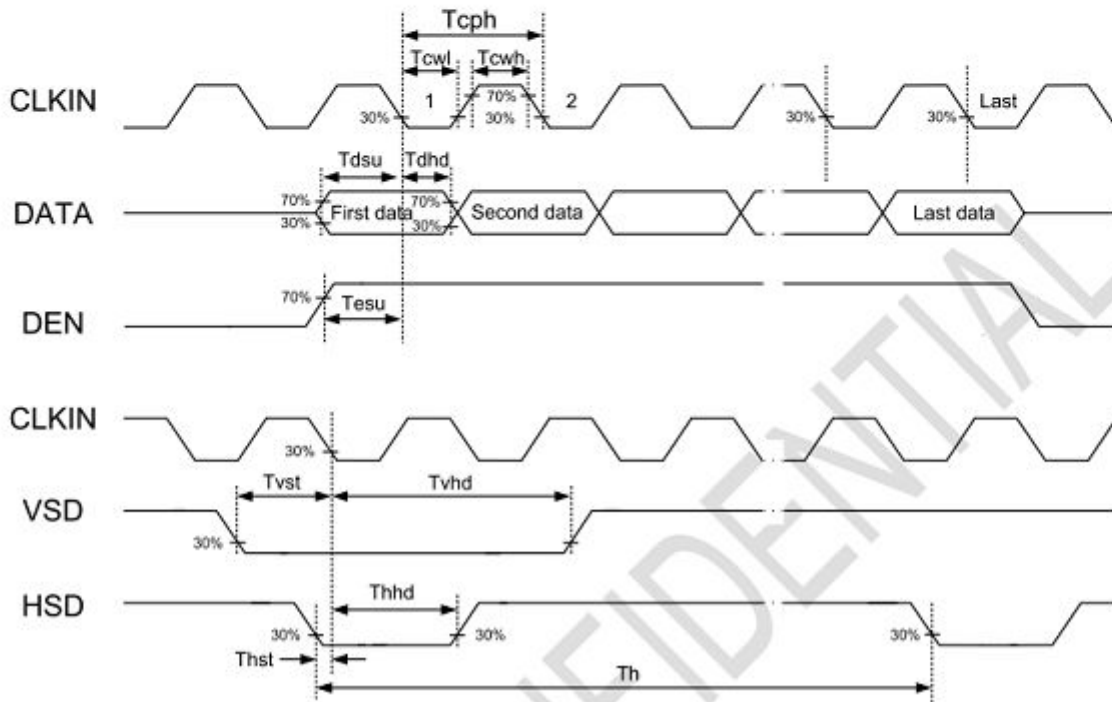 Tcph
Tcwl Tcwh
CLKIN 30% 1 70% 30% 2 30% 30% Last
Tdsu Tdhd
DATA 70% 30% First data 70% 30% Second data Last data
DEN 70% Tesu
CLKIN 30%
Tvst Tvhd
VSD 30%
Thhd
HSD 30% 30% 30%
Thst
Th